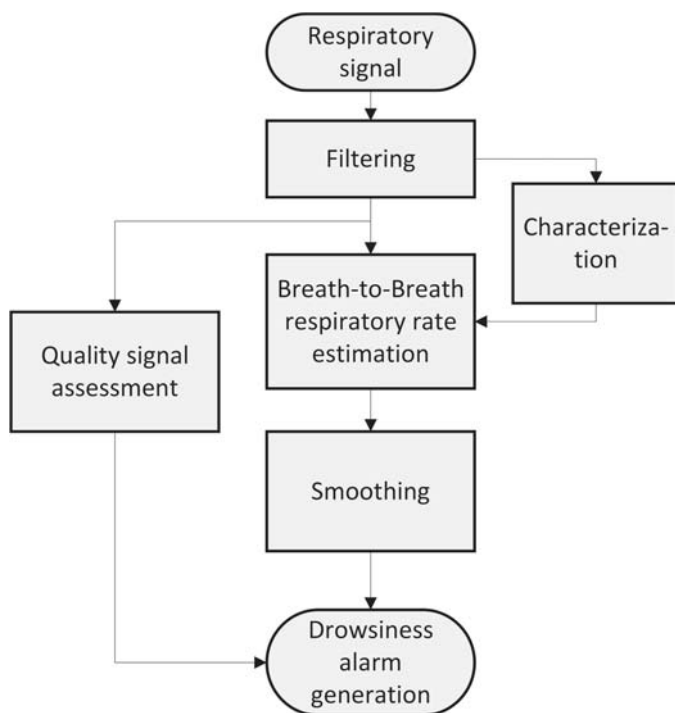 Respiratory
signal
Filtering
Characteriza-
tion
Breath-to-Breath
respiratory rate
estimation
Quality signal
assessment
Smoothing
Drowsiness
alarm
generation